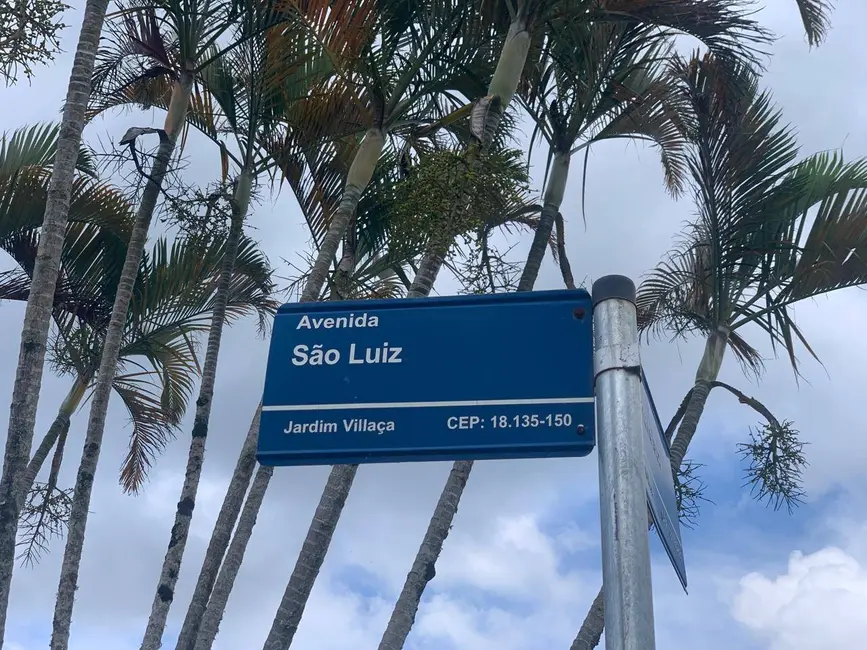 Avenida
São Luiz
Jardim Villaça CEP: 18.135-150